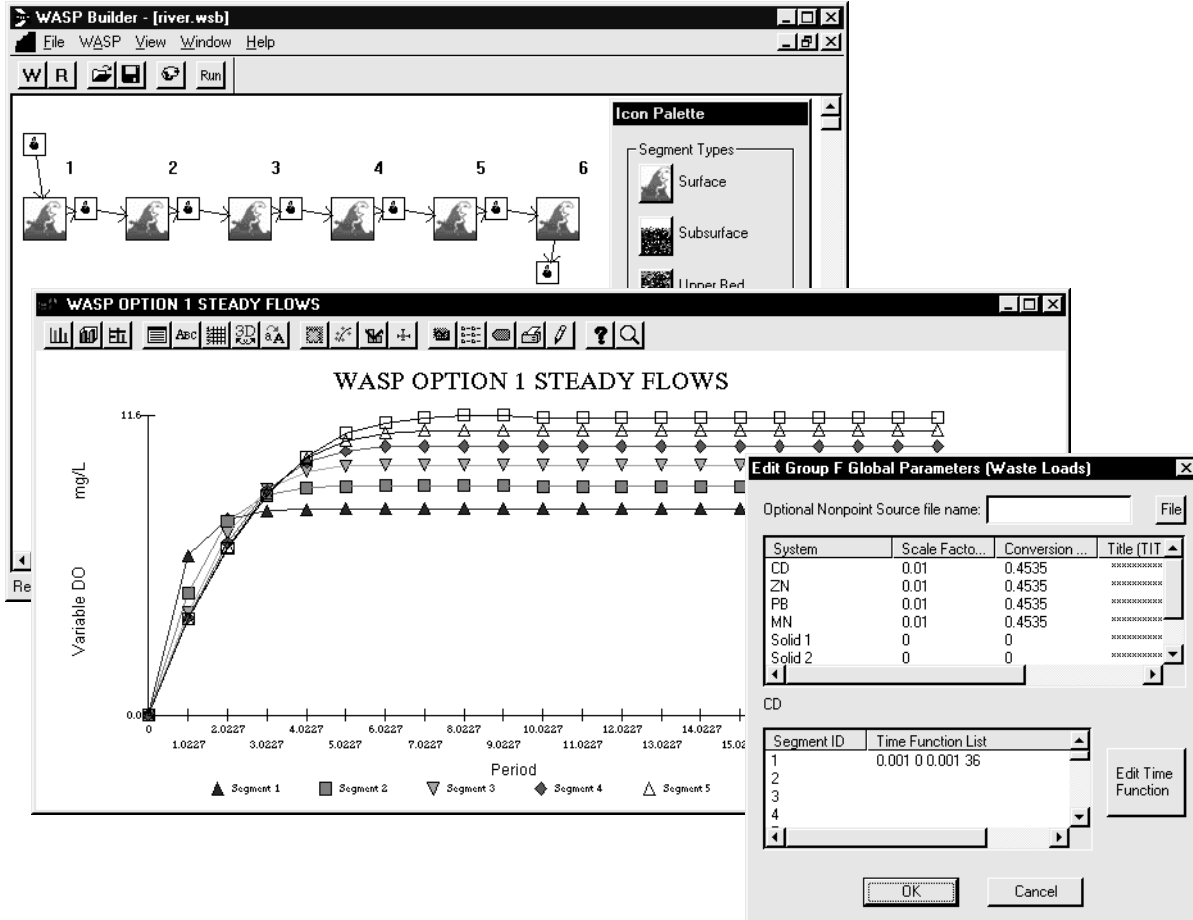 WASP Builder - [river.wsb]
File WASP View Window Help
W R Run
1 2 3 4 5 6
Icon Palette
Segment Types
Surface
Subsurface
Upper Bed
Re
WASP OPTION 1 STEADY FLOWS
ABC 3D aA ?
WASP OPTION 1 STEADY FLOWS
11.6
mg/L
Variable DO
0.0
0 2.0227 4.0227 6.0227 8.0227 10.0227 12.0227 14.0227
1.0227 3.0227 5.0227 7.0227 9.0227 11.0227 13.0227 15.02
Period
Segment 1 Segment 2 Segment 3 Segment 4 Segment 5
Edit Group F Global Parameters (Waste Loads)
Optional Nonpoint Source file name: File
System Scale Facto... Conversion ... Title (TIT
CD 0.01 0.4535 **********
ZN 0.01 0.4535 **********
PB 0.01 0.4535 **********
MN 0.01 0.4535 **********
Solid 1 0 0 **********
Solid 2 0 0 **********
CD
Segment ID Time Function List
1 0.001 0 0.001 36
2
3
4
Edit Time
Function
OK Cancel